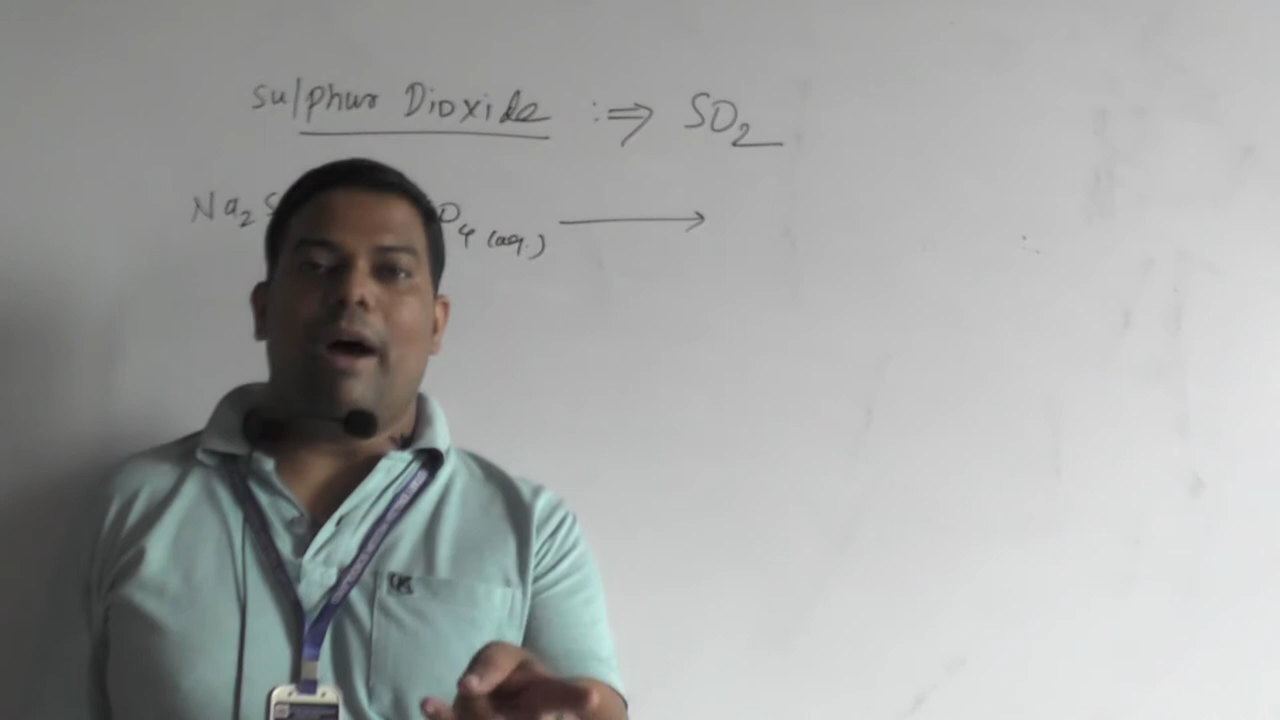 Sulphur Dioxide :⇒ SO2
Na2S O4 (aq.) ⟶